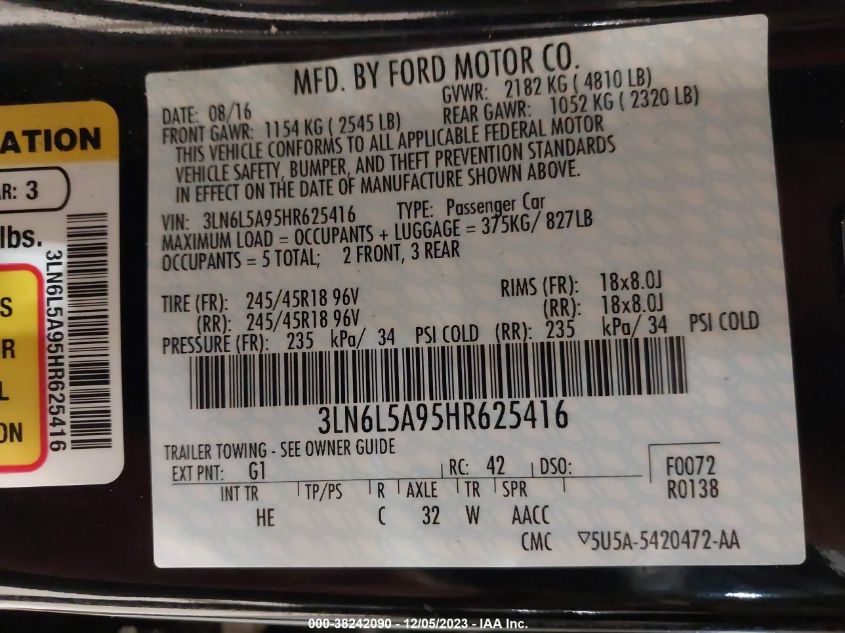 MFD. BY FORD MOTOR CO.
DATE: 08/16
GVWR: 2182 KG ( 4810 LB)
FRONT GAWR: 1154 KG ( 2545 LB)
REAR GAWR: 1052 KG ( 2320 LB)
THIS VEHICLE CONFORMS TO ALL APPLICABLE FEDERAL MOTOR
VEHICLE SAFETY, BUMPER, AND THEFT PREVENTION STANDARDS
IN EFFECT ON THE DATE OF MANUFACTURE SHOWN ABOVE.
VIN: 3LN6L5A95HR625416 TYPE: Passenger Car
MAXIMUM LOAD = OCCUPANTS + LUGGAGE = 375KG/ 827LB
OCCUPANTS = 5 TOTAL; 2 FRONT, 3 REAR
TIRE (FR): 245/45R18 96V RIMS (FR): 18x8.0J
(RR): 245/45R18 96V (RR): 18x8.0J
PRESSURE (FR): 235 kPa/ 34 PSI COLD (RR): 235 kPa/ 34 PSI COLD
3LN6L5A95HR625416
TRAILER TOWING - SEE OWNER GUIDE
EXT PNT: G1 RC: 42 DSO:
F0072
R0138
INT TR TP/PS R AXLE TR SPR
HE C 32 W AACC
CMC ▽5U5A-5420472-AA
ATION
AR: 3
lbs.
S
R
L
ON
3LN6L5A95HR625416
000-38242090 - 12/05/2023 - IAA Inc.